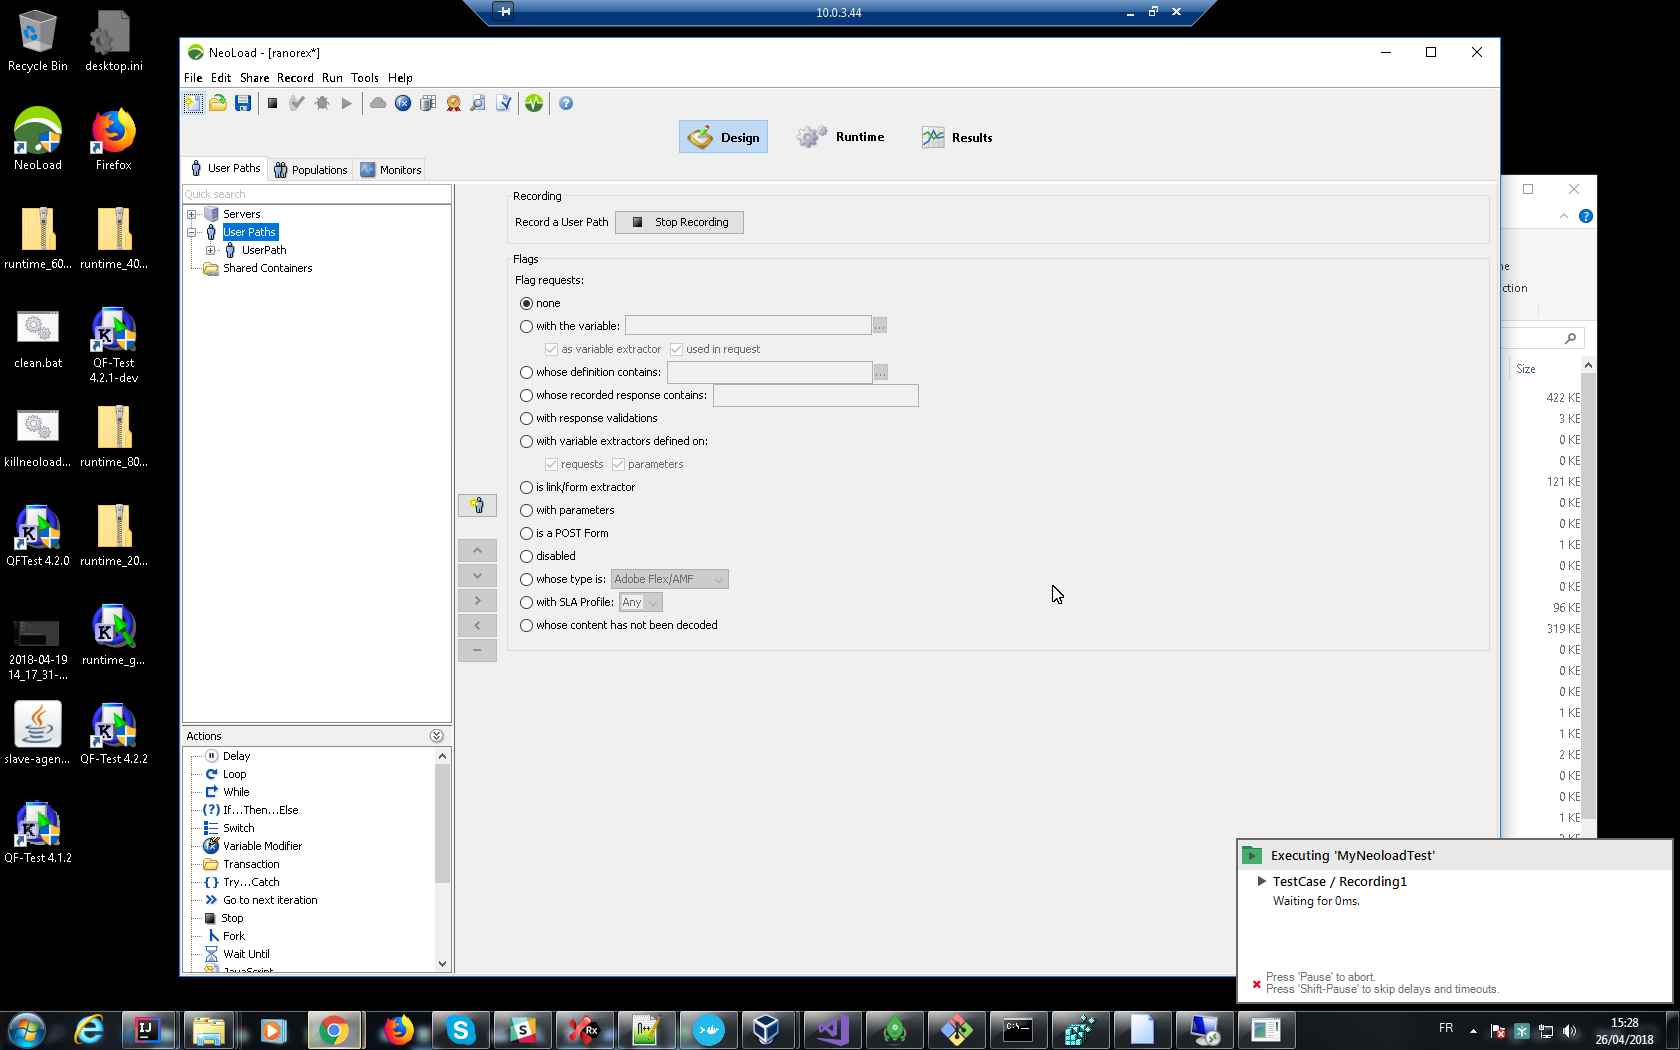 10.0.3.44
Recycle Bin
desktop.ini
NeoLoad
Firefox
runtime_60...
runtime_40...
clean.bat
QF-Test
4.2.1-dev
killneoload...
runtime_80...
QFTest 4.2.0
runtime_20...
2018-04-19
14_17_31-...
runtime_g...
slave-agen...
QF-Test 4.2.2
QF-Test 4.1.2
NeoLoad - [ranorex*]
File Edit Share Record Run Tools Help
Design Runtime Results
User Paths Populations Monitors
Quick search
Servers
User Paths
UserPath
Shared Containers
Recording
Record a User Path Stop Recording
Flags
Flag requests:
none
with the variable: ...
as variable extractor used in request
whose definition contains: ...
whose recorded response contains:
with response validations
with variable extractors defined on:
requests parameters
is link/form extractor
with parameters
is a POST Form
disabled
whose type is: Adobe Flex/AMF
with SLA Profile: Any
whose content has not been decoded
Actions
Delay
Loop
While
If...Then...Else
Switch
Variable Modifier
Transaction
Try...Catch
Go to next iteration
Stop
Fork
Wait Until
JavaScript
ne
ction
Size
422 KE
3 KE
0 KE
0 KE
121 KE
0 KE
0 KE
1 KE
0 KE
0 KE
96 KE
319 KE
0 KE
0 KE
0 KE
1 KE
1 KE
2 KE
0 KE
0 KE
1 KE
Executing 'MyNeoloadTest'
TestCase / Recording1
Waiting for 0ms.
Press 'Pause' to abort.
Press 'Shift-Pause' to skip delays and timeouts.
FR
15:28
26/04/2018